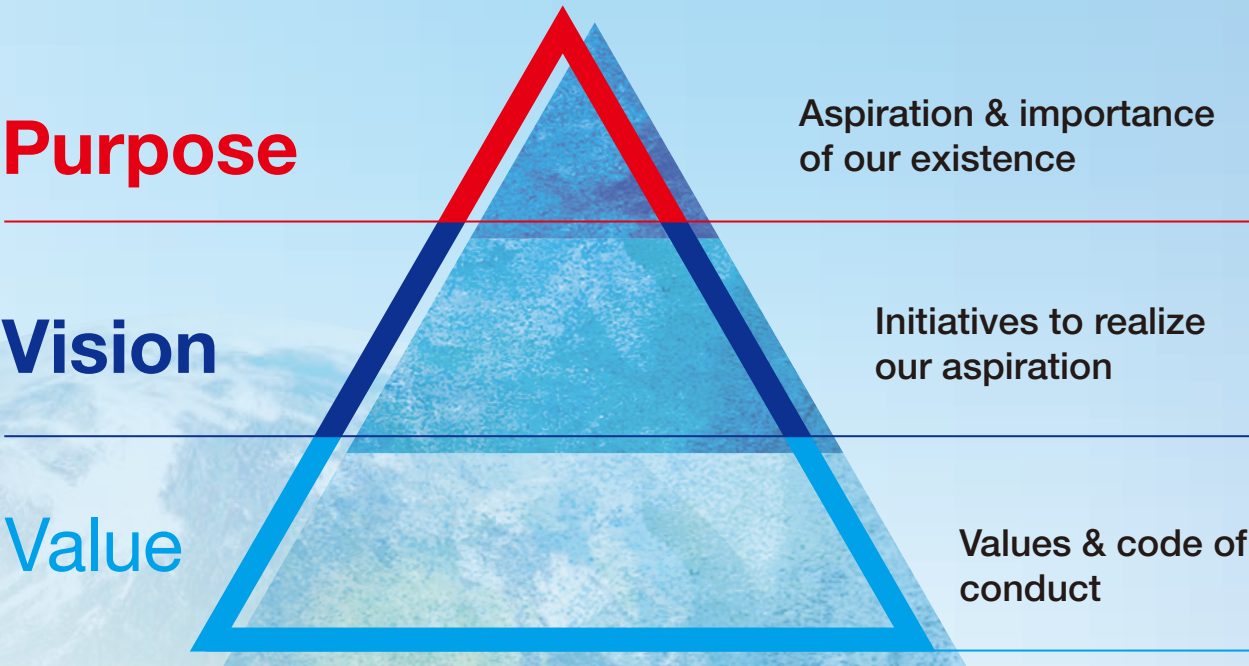 Purpose
Aspiration & importance
of our existence
Vision
Initiatives to realize
our aspiration
Value
Values & code of
conduct